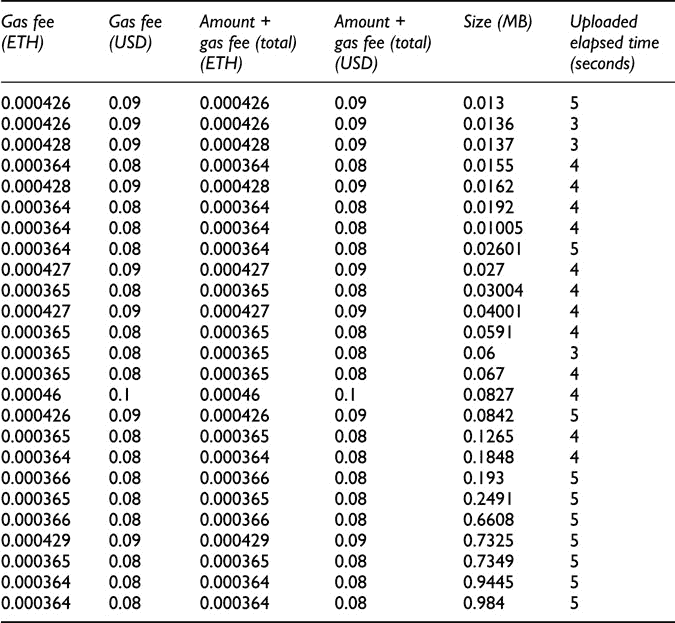 Gas fee Gas fee Amount + Amount + Size (MB) Uploaded
(ETH) (USD) gas fee (total) gas fee (total) elapsed time
(ETH) (USD) (seconds)
0.000426 0.09 0.000426 0.09 0.013 5
0.000426 0.09 0.000426 0.09 0.0136 3
0.000428 0.09 0.000428 0.09 0.0137 3
0.000364 0.08 0.000364 0.08 0.0155 4
0.000428 0.09 0.000428 0.09 0.0162 4
0.000364 0.08 0.000364 0.08 0.0192 4
0.000364 0.08 0.000364 0.08 0.01005 4
0.000364 0.08 0.000364 0.08 0.02601 5
0.000427 0.09 0.000427 0.09 0.027 4
0.000365 0.08 0.000365 0.08 0.03004 4
0.000427 0.09 0.000427 0.09 0.04001 4
0.000365 0.08 0.000365 0.08 0.0591 4
0.000365 0.08 0.000365 0.08 0.06 3
0.000365 0.08 0.000365 0.08 0.067 4
0.00046 0.1 0.00046 0.1 0.0827 4
0.000426 0.09 0.000426 0.09 0.0842 5
0.000365 0.08 0.000365 0.08 0.1265 4
0.000364 0.08 0.000364 0.08 0.1848 4
0.000366 0.08 0.000366 0.08 0.193 5
0.000365 0.08 0.000365 0.08 0.2491 5
0.000366 0.08 0.000366 0.08 0.6608 5
0.000429 0.09 0.000429 0.09 0.7325 5
0.000365 0.08 0.000365 0.08 0.7349 5
0.000364 0.08 0.000364 0.08 0.9445 5
0.000364 0.08 0.000364 0.08 0.984 5